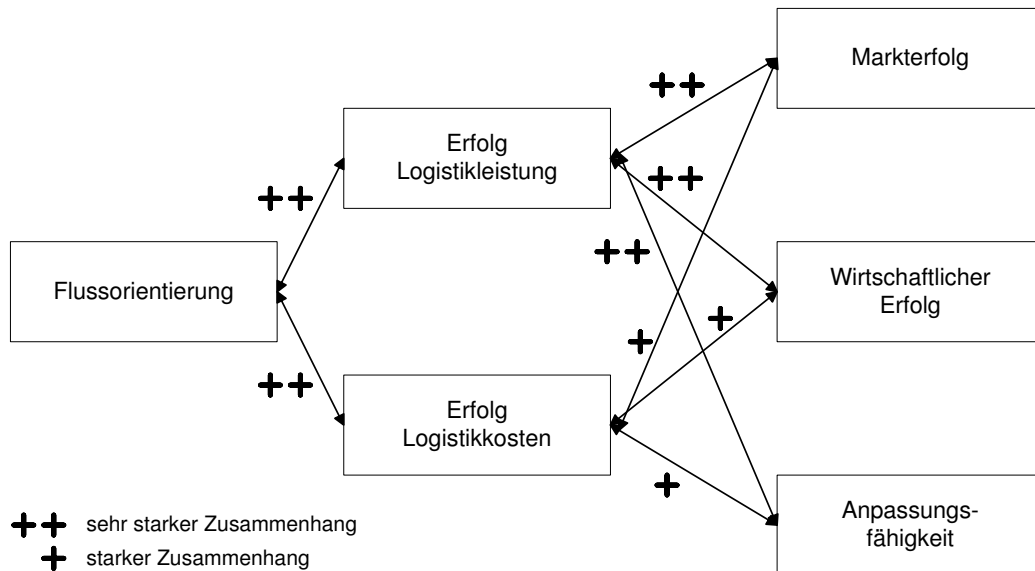 Markterfolg
++
Erfolg
Logistikleistung
++
++
++
Flussorientierung
Wirtschaftlicher
Erfolg
+
+
++
Erfolg
Logistikkosten
+
Anpassungs-
fähigkeit
++ sehr starker Zusammenhang
+ starker Zusammenhang